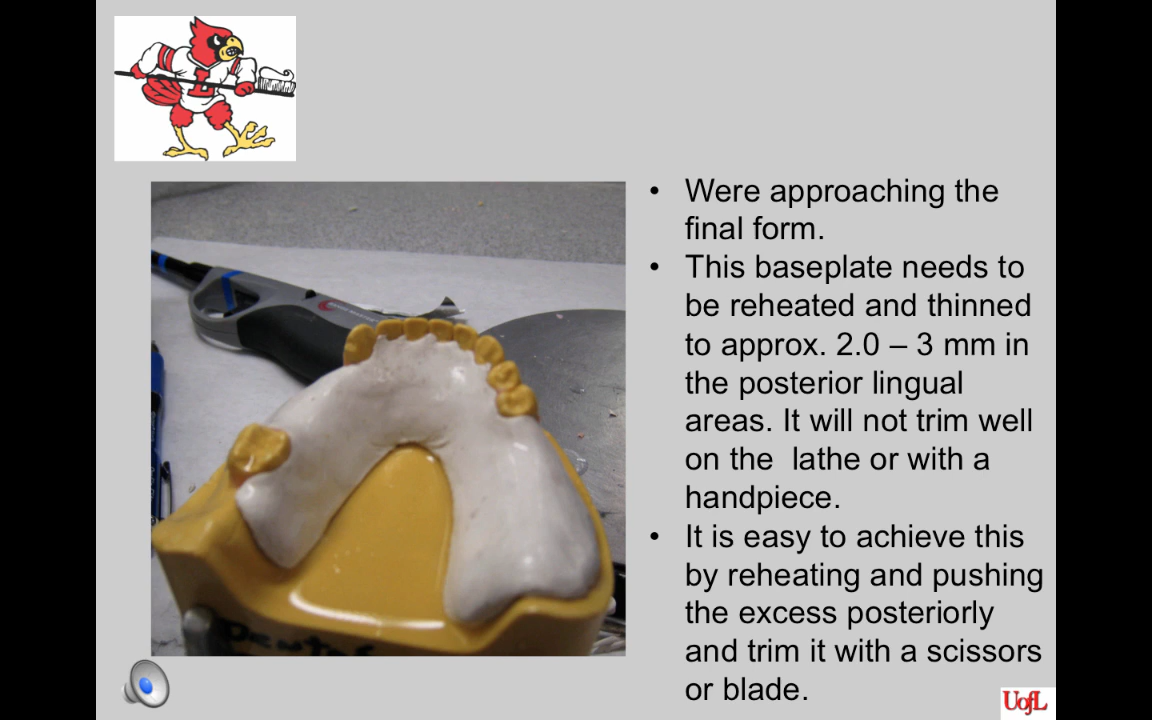 • Were approaching the
final form.
• This baseplate needs to
be reheated and thinned
to approx. 2.0 – 3 mm in
the posterior lingual
areas. It will not trim well
on the  lathe or with a
handpiece.
• It is easy to achieve this
by reheating and pushing
the excess posteriorly
and trim it with a scissors
or blade.
L
UofL